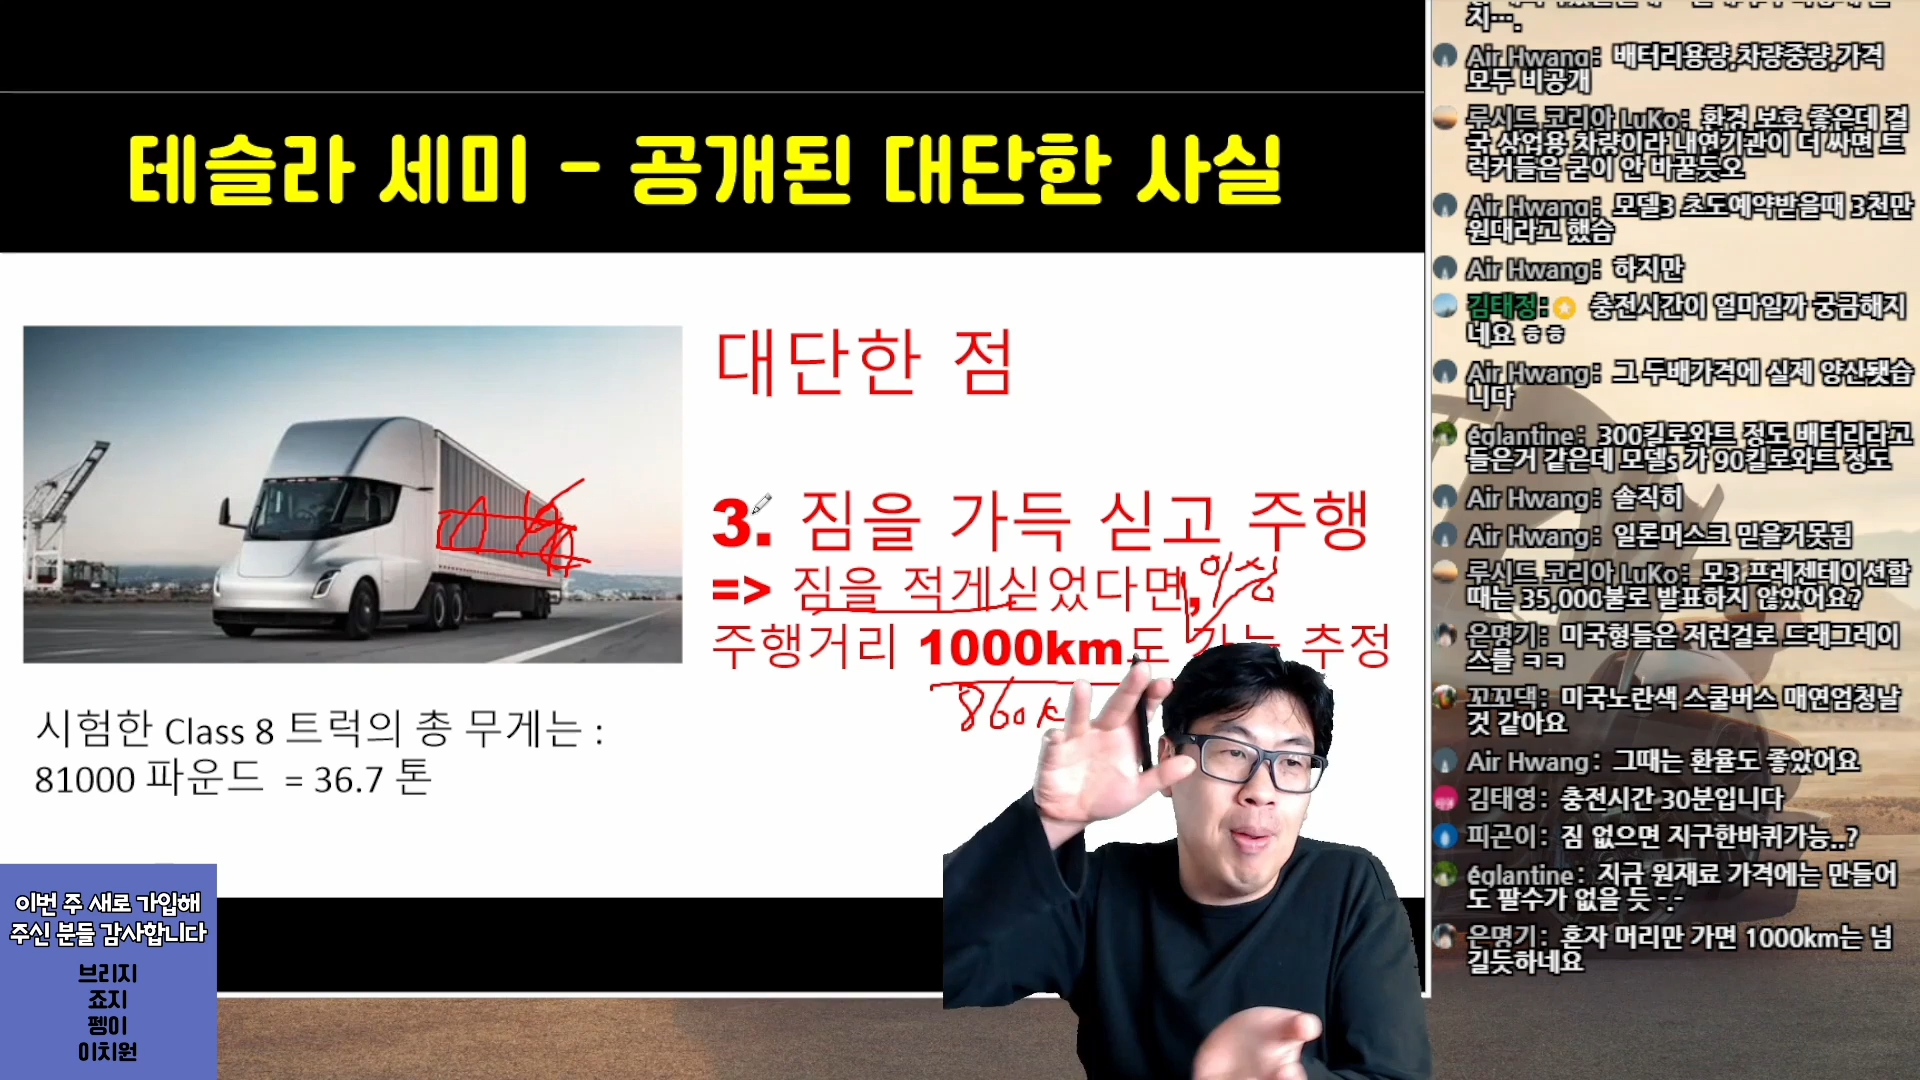 테슬라 세미 - 공개된 대단한 사실
대단한 점
3. 짐을 가득 싣고 주행
=> 짐을 적게싣었다면,
주행거리 1000km도 가능 추정
860k
시험한 Class 8 트럭의 총 무게는 :
81000 파운드 = 36.7 톤
이번 주 새로 가입해
주신 분들 감사합니다
브리지
죠지
펭이
이치원
치….
Air Hwang: 배터리용량,차량중량,가격
모두 비공개
루시드 코리아 LuKo: 환경 보호 좋은데 결
국 상업용 차량이라 내연기관이 더 싸면 트
럭커들은 굳이 안 바꿀듯오
Air Hwang: 모델3 초도예약받을때 3천만
원대라고 했슴
Air Hwang: 하지만
김태정: 충전시간이 얼마일까 궁금해지
네요 ㅎㅎ
Air Hwang: 그 두배가격에 실제 양산됏습
니다
églantine: 300킬로와트 정도 배터리라고
들은거 같은데 모델s 가 90킬로와트 정도
Air Hwang: 솔직히
Air Hwang: 일론머스크 믿을거못됨
루시드 코리아 LuKo: 모3 프레젠테이션할
때는 35,000불로 발표하지 않았어요?
은명기: 미국형들은 저런걸로 드래그레이
스를 ㅋㅋ
꼬꼬댁: 미국노란색 스쿨버스 매연엄청날
것 같아요
Air Hwang: 그때는 환율도 좋았어요
김태영: 충전시간 30분입니다
피곤이: 짐 없으면 지구한바퀴가능..?
églantine: 지금 원재료 가격에는 만들어
도 팔수가 없을 듯 -.-
은명기: 혼자 머리만 가면 1000km는 넘
길듯하네요